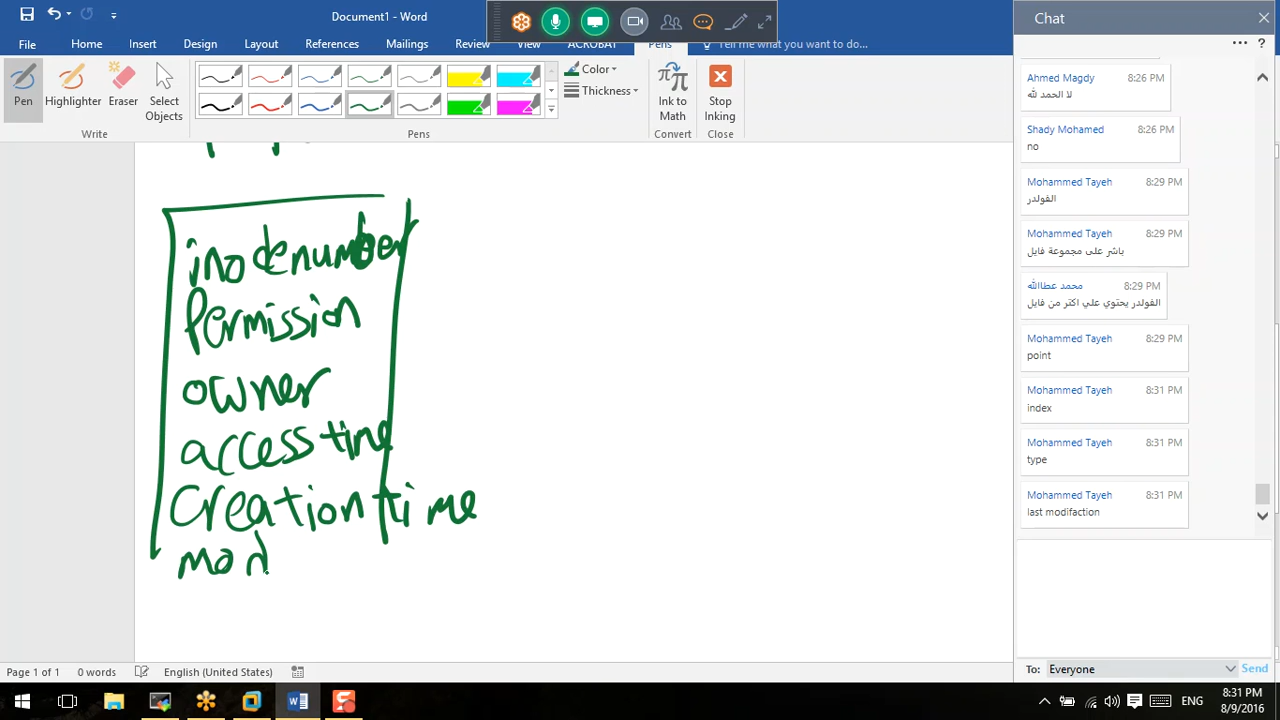 Document1 - Word
File
Home
Insert
Design
Layout
References
Mailings
Review
View
ACROBAT
Pens
Tell me what you want to do...
Pen
Highlighter
Eraser
Select Objects
Color
Thickness
Ink to Math
Stop Inking
Write
Pens
Convert
Close
inodenumber
Permission
owner
access time
Creation time
mod
Chat
Ahmed Magdy 8:26 PM
لا الحمد لله
Shady Mohamed 8:26 PM
no
Mohammed Tayeh 8:29 PM
الفولدر
Mohammed Tayeh 8:29 PM
باشر على مجموعة فايل
محمد عطاالله 8:29 PM
الفولدر يحتوي علي اكتر من فايل
Mohammed Tayeh 8:29 PM
point
Mohammed Tayeh 8:31 PM
index
Mohammed Tayeh 8:31 PM
type
Mohammed Tayeh 8:31 PM
last modifaction
To: Everyone
Send
Page 1 of 1
0 words
English (United States)
ENG
8:31 PM
8/9/2016